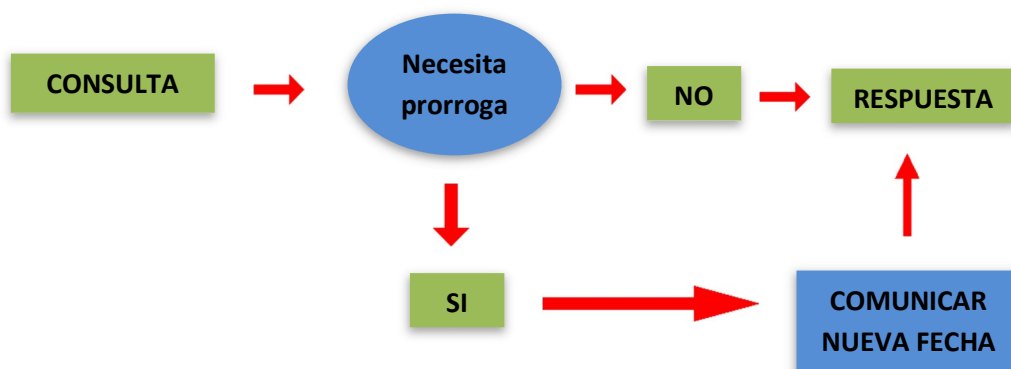 CONSULTA
Necesita
prorroga
NO
RESPUESTA
SI
COMUNICAR
NUEVA FECHA